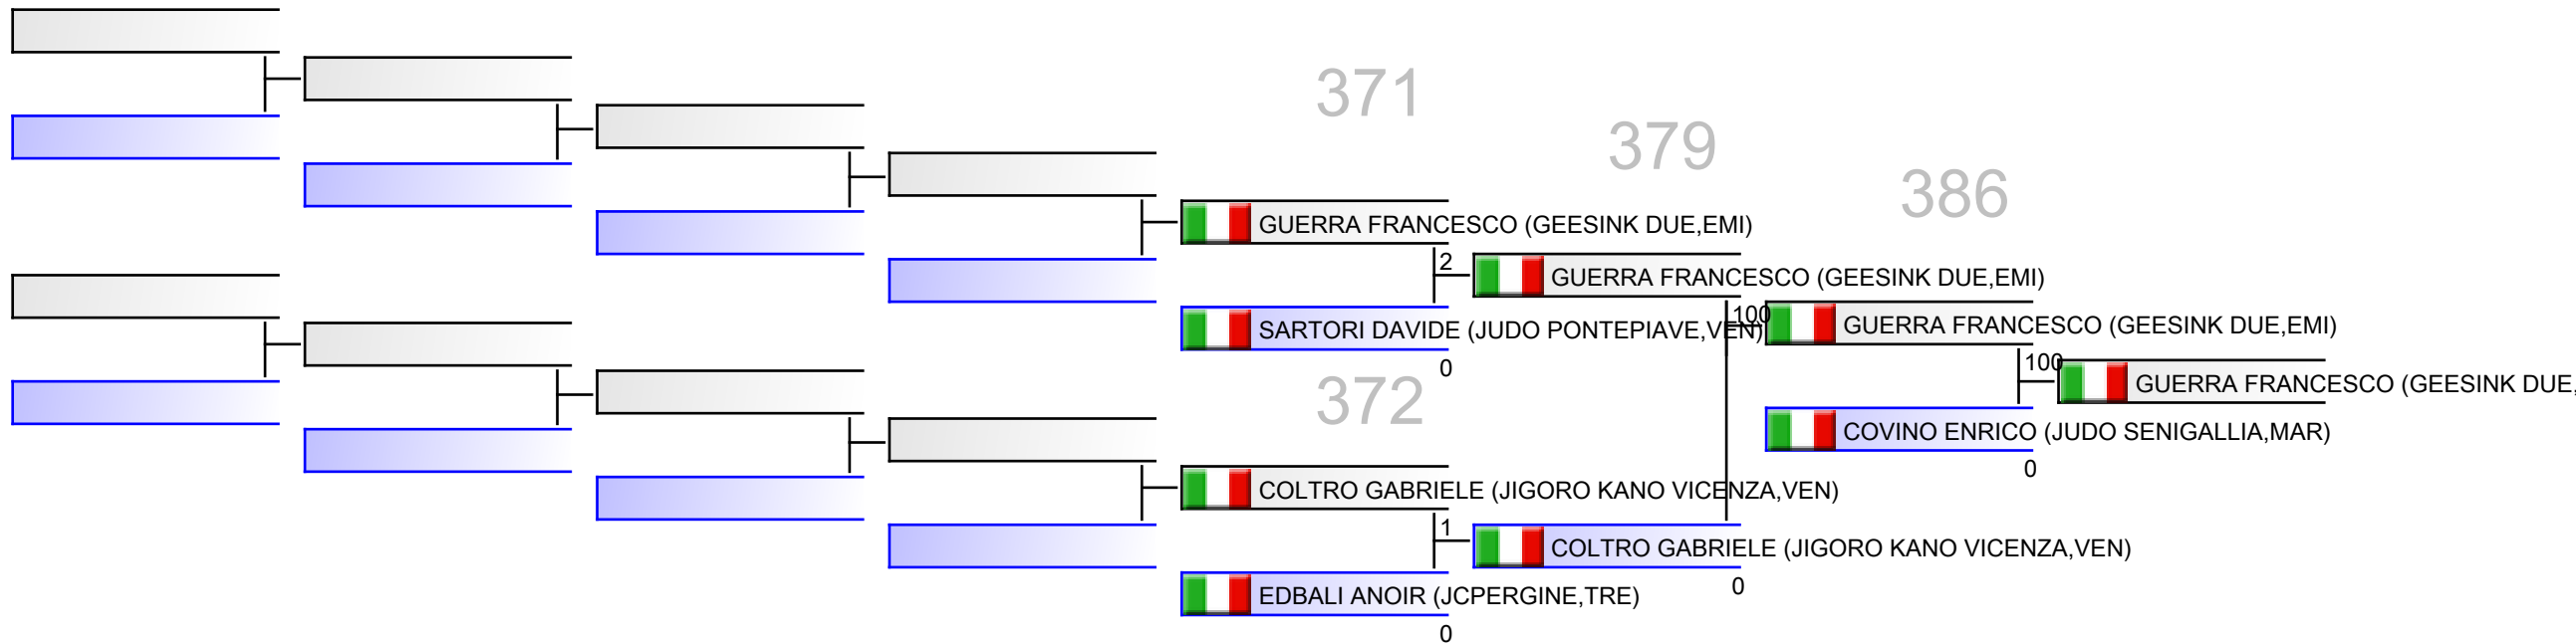 371
379
386
GUERRA FRANCESCO (GEESINK DUE,EMI)
2
GUERRA FRANCESCO (GEESINK DUE,EMI)
SARTORI DAVIDE (JUDO PONTEPIAVE,VEN)
0
100
GUERRA FRANCESCO (GEESINK DUE,EMI)
100
GUERRA FRANCESCO (GEESINK DUE,
COVINO ENRICO (JUDO SENIGALLIA,MAR)
0
372
COLTRO GABRIELE (JIGORO KANO VICENZA,VEN)
1
COLTRO GABRIELE (JIGORO KANO VICENZA,VEN)
0
EDBALI ANOIR (JCPERGINE,TRE)
0